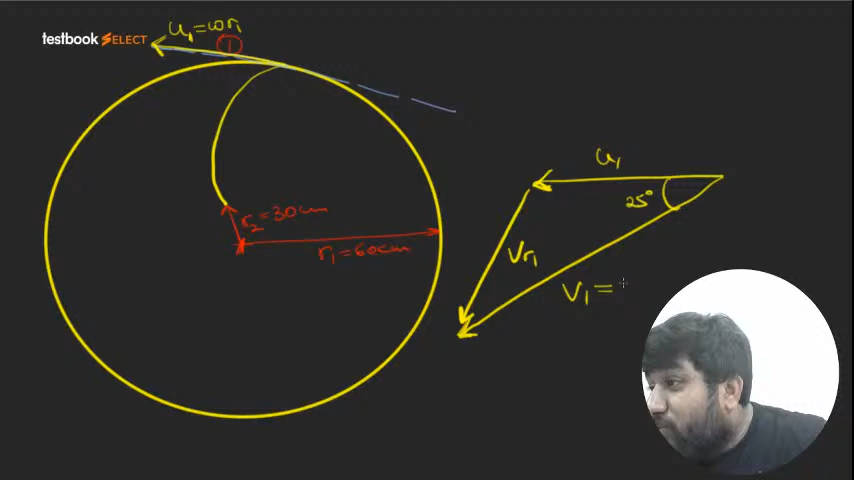 testbook SELECT
u₁=ωr₁
1
r₂=30cm
r₁=60cm
u₁
25°
Vr₁
V₁=